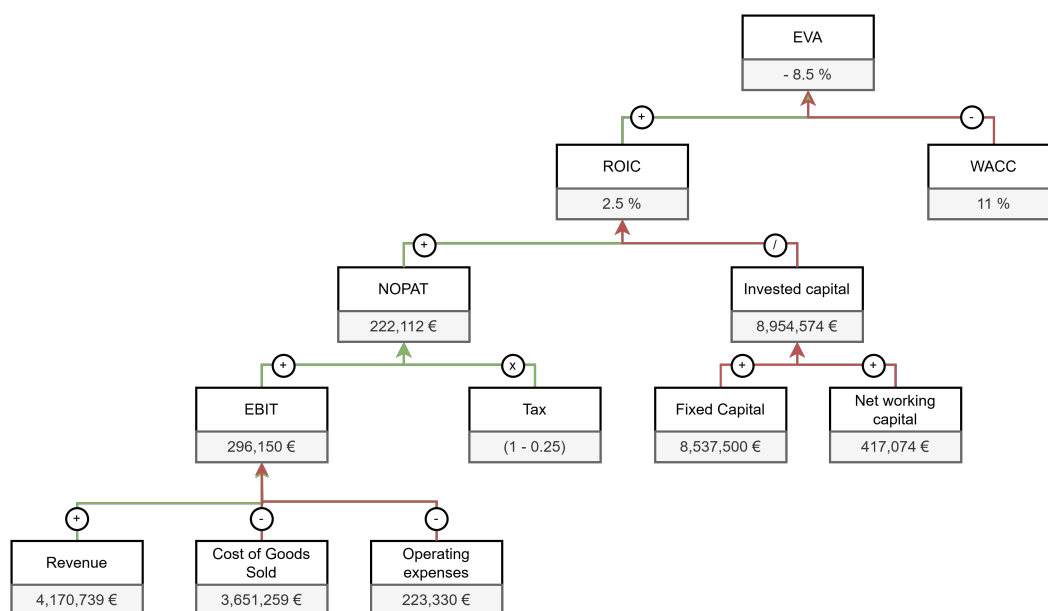 EVA
- 8.5 %
+
-
ROIC
WACC
2.5 %
11 %
+
/
NOPAT
Invested capital
222,112 €
8,954,574 €
+
x
+
+
EBIT
Tax
Fixed Capital
Net working
capital
296,150 €
(1 - 0.25)
8,537,500 €
417,074 €
+
-
-
Revenue
Cost of Goods
Sold
Operating
expenses
4,170,739 €
3,651,259 €
223,330 €